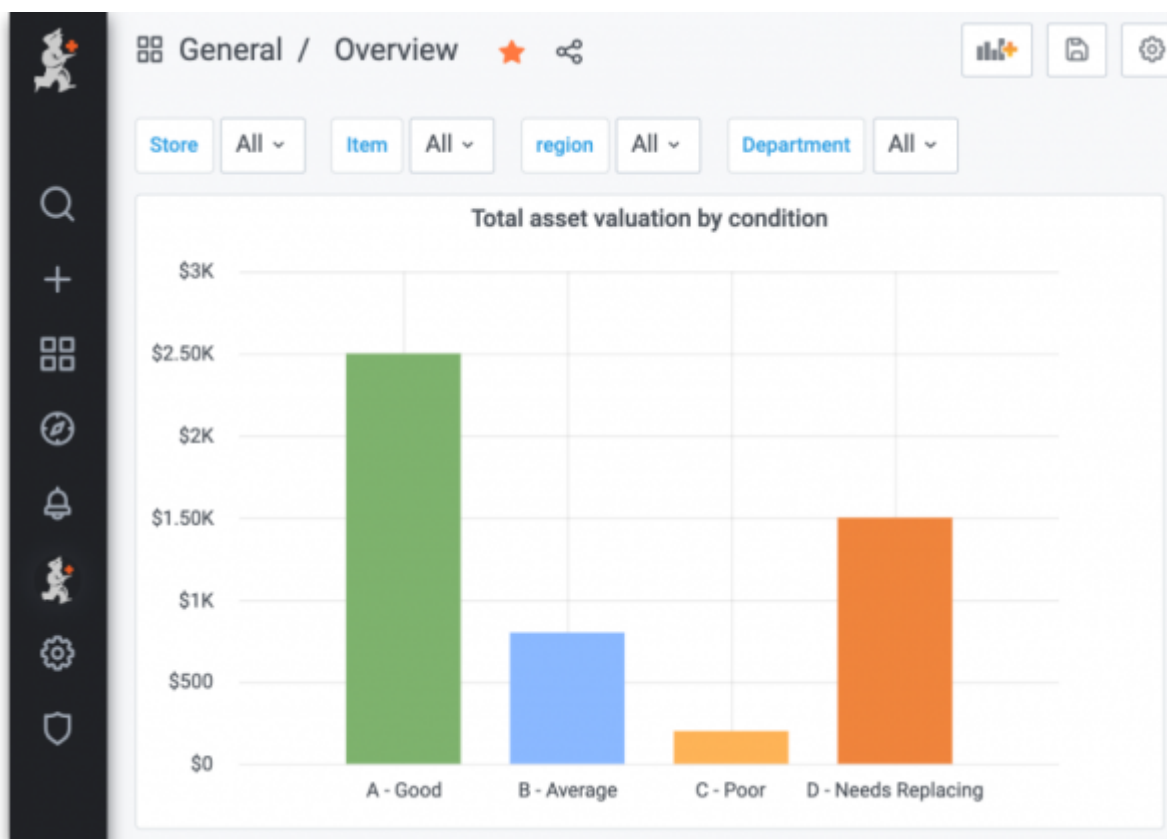 General / Overview
Store All Item All region All Department All
Total asset valuation by condition
$3K
$2.50K
$2K
$1.50K
$1K
$500
$0
A - Good B - Average C - Poor D - Needs Replacing